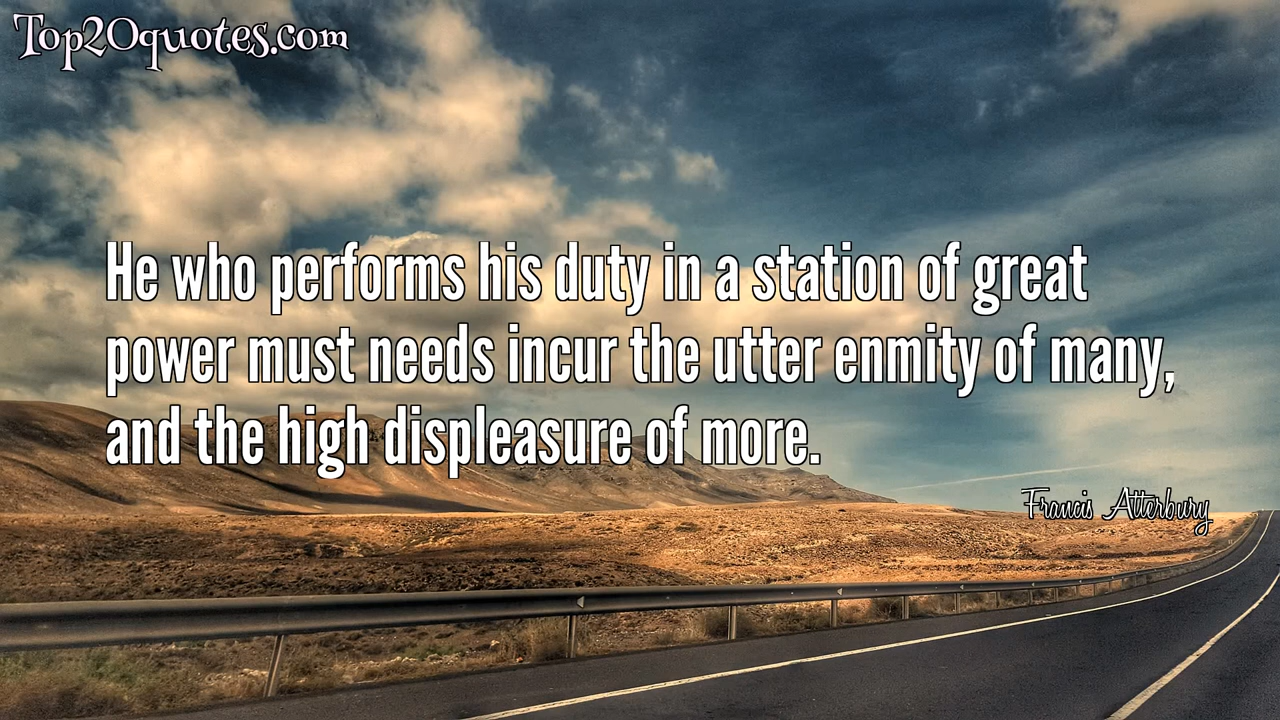 Top20quotes.com
He who performs his duty in a station of great
power must needs incur the utter enmity of many,
and the high displeasure of more.
Francis Atterbury